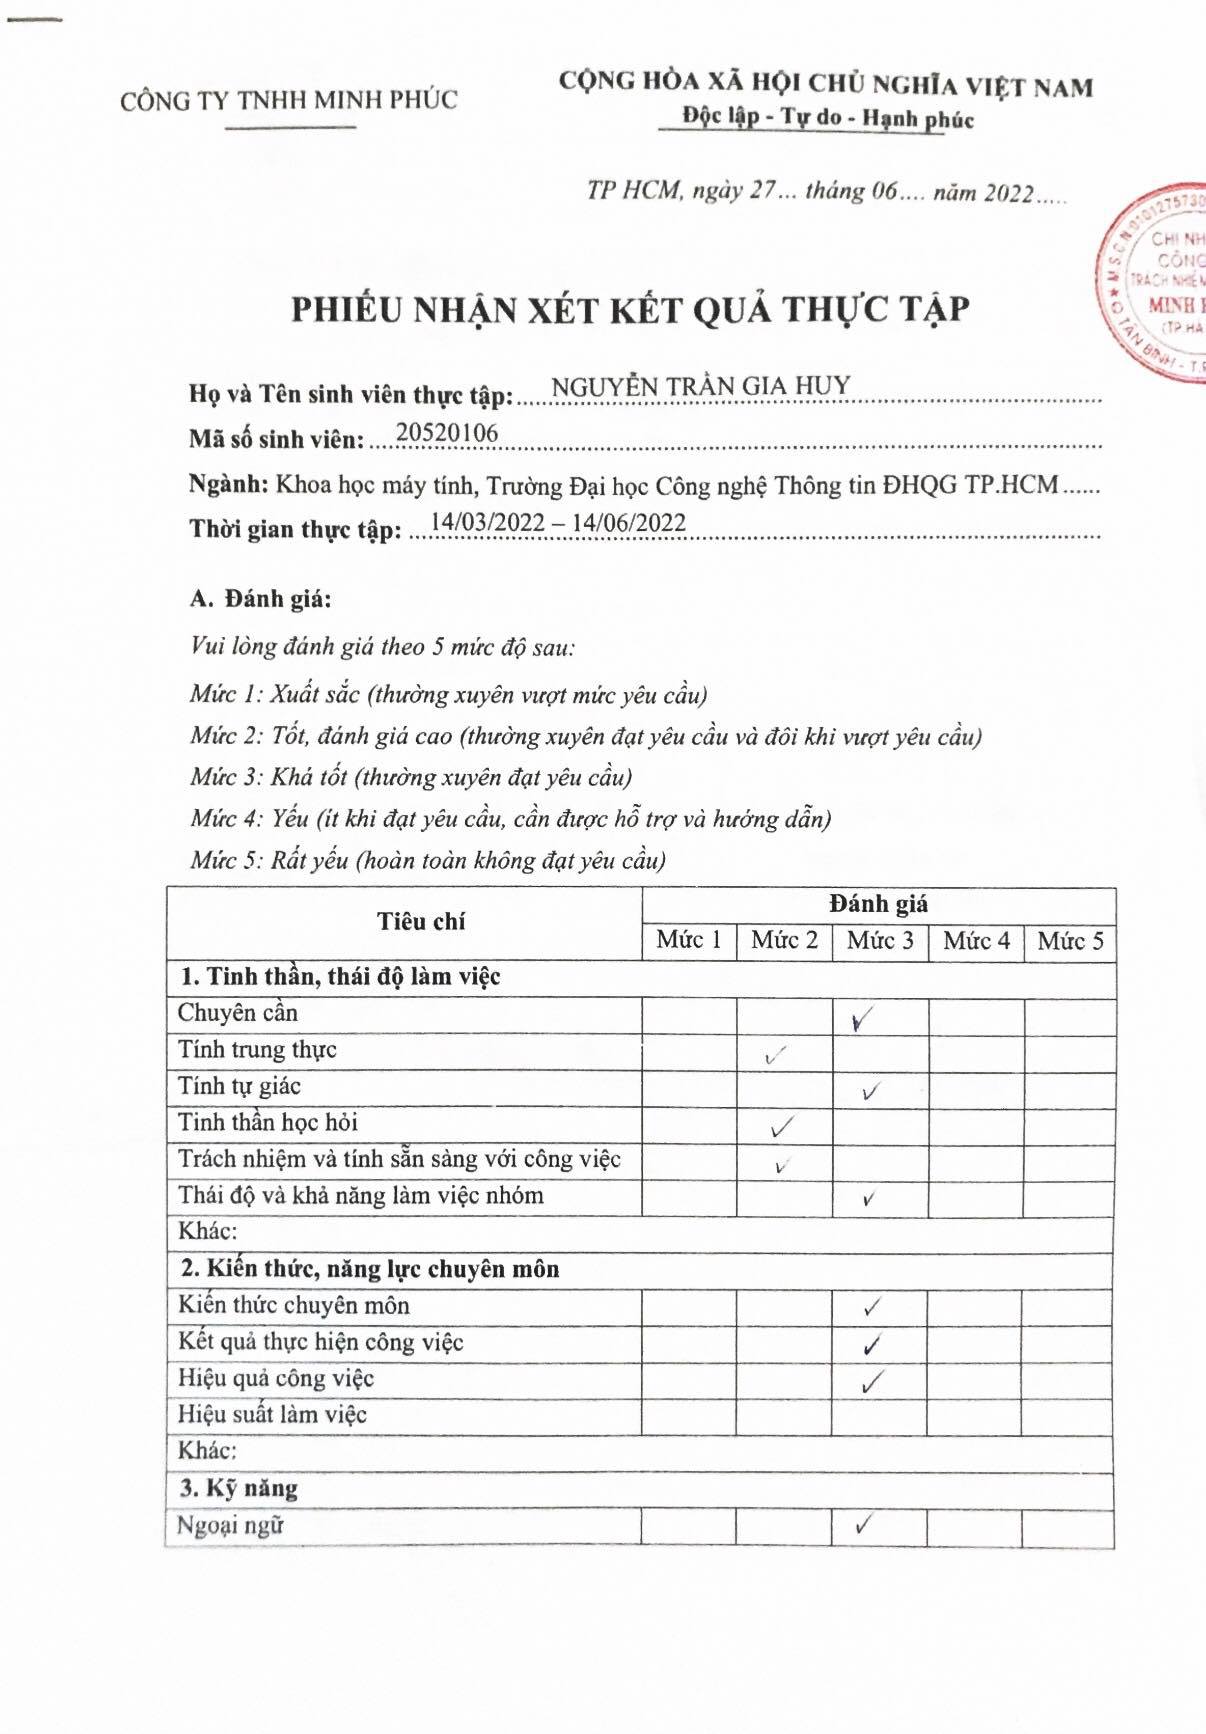 CÔNG TY TNHH MINH PHÚC
CỘNG HÒA XÃ HỘI CHỦ NGHĨA VIỆT NAM
Độc lập - Tự do - Hạnh phúc
TP HCM, ngày 27... tháng 06.... năm 2022.....
M.S.C.N:0101275730
CHI NH
CÔNG
TRÁCH NHIỆM
MINH
(TP.HÀ
Q TÂN BÌNH - T.
PHIẾU NHẬN XÉT KẾT QUẢ THỰC TẬP
Họ và Tên sinh viên thực tập: NGUYỄN TRẦN GIA HUY
Mã số sinh viên: 20520106
Ngành: Khoa học máy tính, Trường Đại học Công nghệ Thông tin ĐHQG TP.HCM......
Thời gian thực tập: 14/03/2022 – 14/06/2022
A. Đánh giá:
Vui lòng đánh giá theo 5 mức độ sau:
Mức 1: Xuất sắc (thường xuyên vượt mức yêu cầu)
Mức 2: Tốt, đánh giá cao (thường xuyên đạt yêu cầu và đôi khi vượt yêu cầu)
Mức 3: Khá tốt (thường xuyên đạt yêu cầu)
Mức 4: Yếu (ít khi đạt yêu cầu, cần được hỗ trợ và hướng dẫn)
Mức 5: Rất yếu (hoàn toàn không đạt yêu cầu)
Tiêu chí Đánh giá
Mức 1 Mức 2 Mức 3 Mức 4 Mức 5
1. Tinh thần, thái độ làm việc
Chuyên cần ✓
Tính trung thực ✓
Tính tự giác ✓
Tinh thần học hỏi ✓
Trách nhiệm và tính sẵn sàng với công việc ✓
Thái độ và khả năng làm việc nhóm ✓
Khác:
2. Kiến thức, năng lực chuyên môn
Kiến thức chuyên môn ✓
Kết quả thực hiện công việc ✓
Hiệu quả công việc ✓
Hiệu suất làm việc
Khác:
3. Kỹ năng
Ngoại ngữ ✓